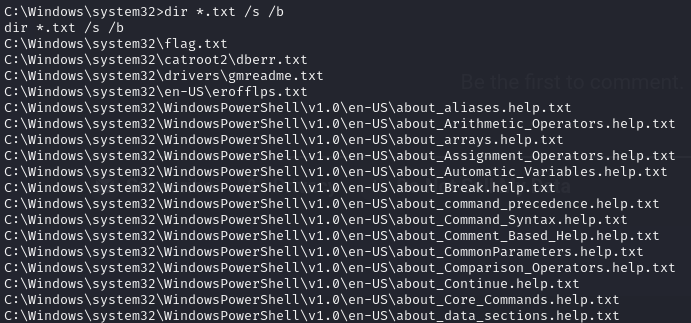 C:\Windows\system32>dir *.txt /s /b
dir *.txt /s /b
C:\Windows\system32\flag.txt
C:\Windows\system32\catroot2\dberr.txt
C:\Windows\system32\drivers\gmreadme.txt
Be the first to comment
C:\Windows\system32\en-US\erofflps.txt
C:\Windows\system32\WindowsPowerShell\v1.0\en-US\about_aliases.help.txt
C:\Windows\system32\WindowsPowerShell\v1.0\en-US\about_Arithmetic_Operators.help.txt
C:\Windows\system32\WindowsPowerShell\v1.0\en-US\about_arrays.help.txt
C:\Windows\system32\WindowsPowerShell\v1.0\en-US\about_Assignment_Operators.help.txt
C:\Windows\system32\WindowsPowerShell\v1.0\en-US\about_Automatic_Variables.help.txt
C:\Windows\system32\WindowsPowerShell\v1.0\en-US\about_Break.help.txt
C:\Windows\system32\WindowsPowerShell\v1.0\en-US\about_command_precedence.help.txt
C:\Windows\system32\WindowsPowerShell\v1.0\en-US\about_Command_Syntax.help.txt
C:\Windows\system32\WindowsPowerShell\v1.0\en-US\about_Comment_Based_Help.help.txt
C:\Windows\system32\WindowsPowerShell\v1.0\en-US\about_CommonParameters.help.txt
C:\Windows\system32\WindowsPowerShell\v1.0\en-US\about_Comparison_Operators.help.txt
C:\Windows\system32\WindowsPowerShell\v1.0\en-US\about_Continue.help.txt
C:\Windows\system32\WindowsPowerShell\v1.0\en-US\about_Core_Commands.help.txt
C:\Windows\system32\WindowsPowerShell\v1.0\en-US\about_data_sections.help.txt